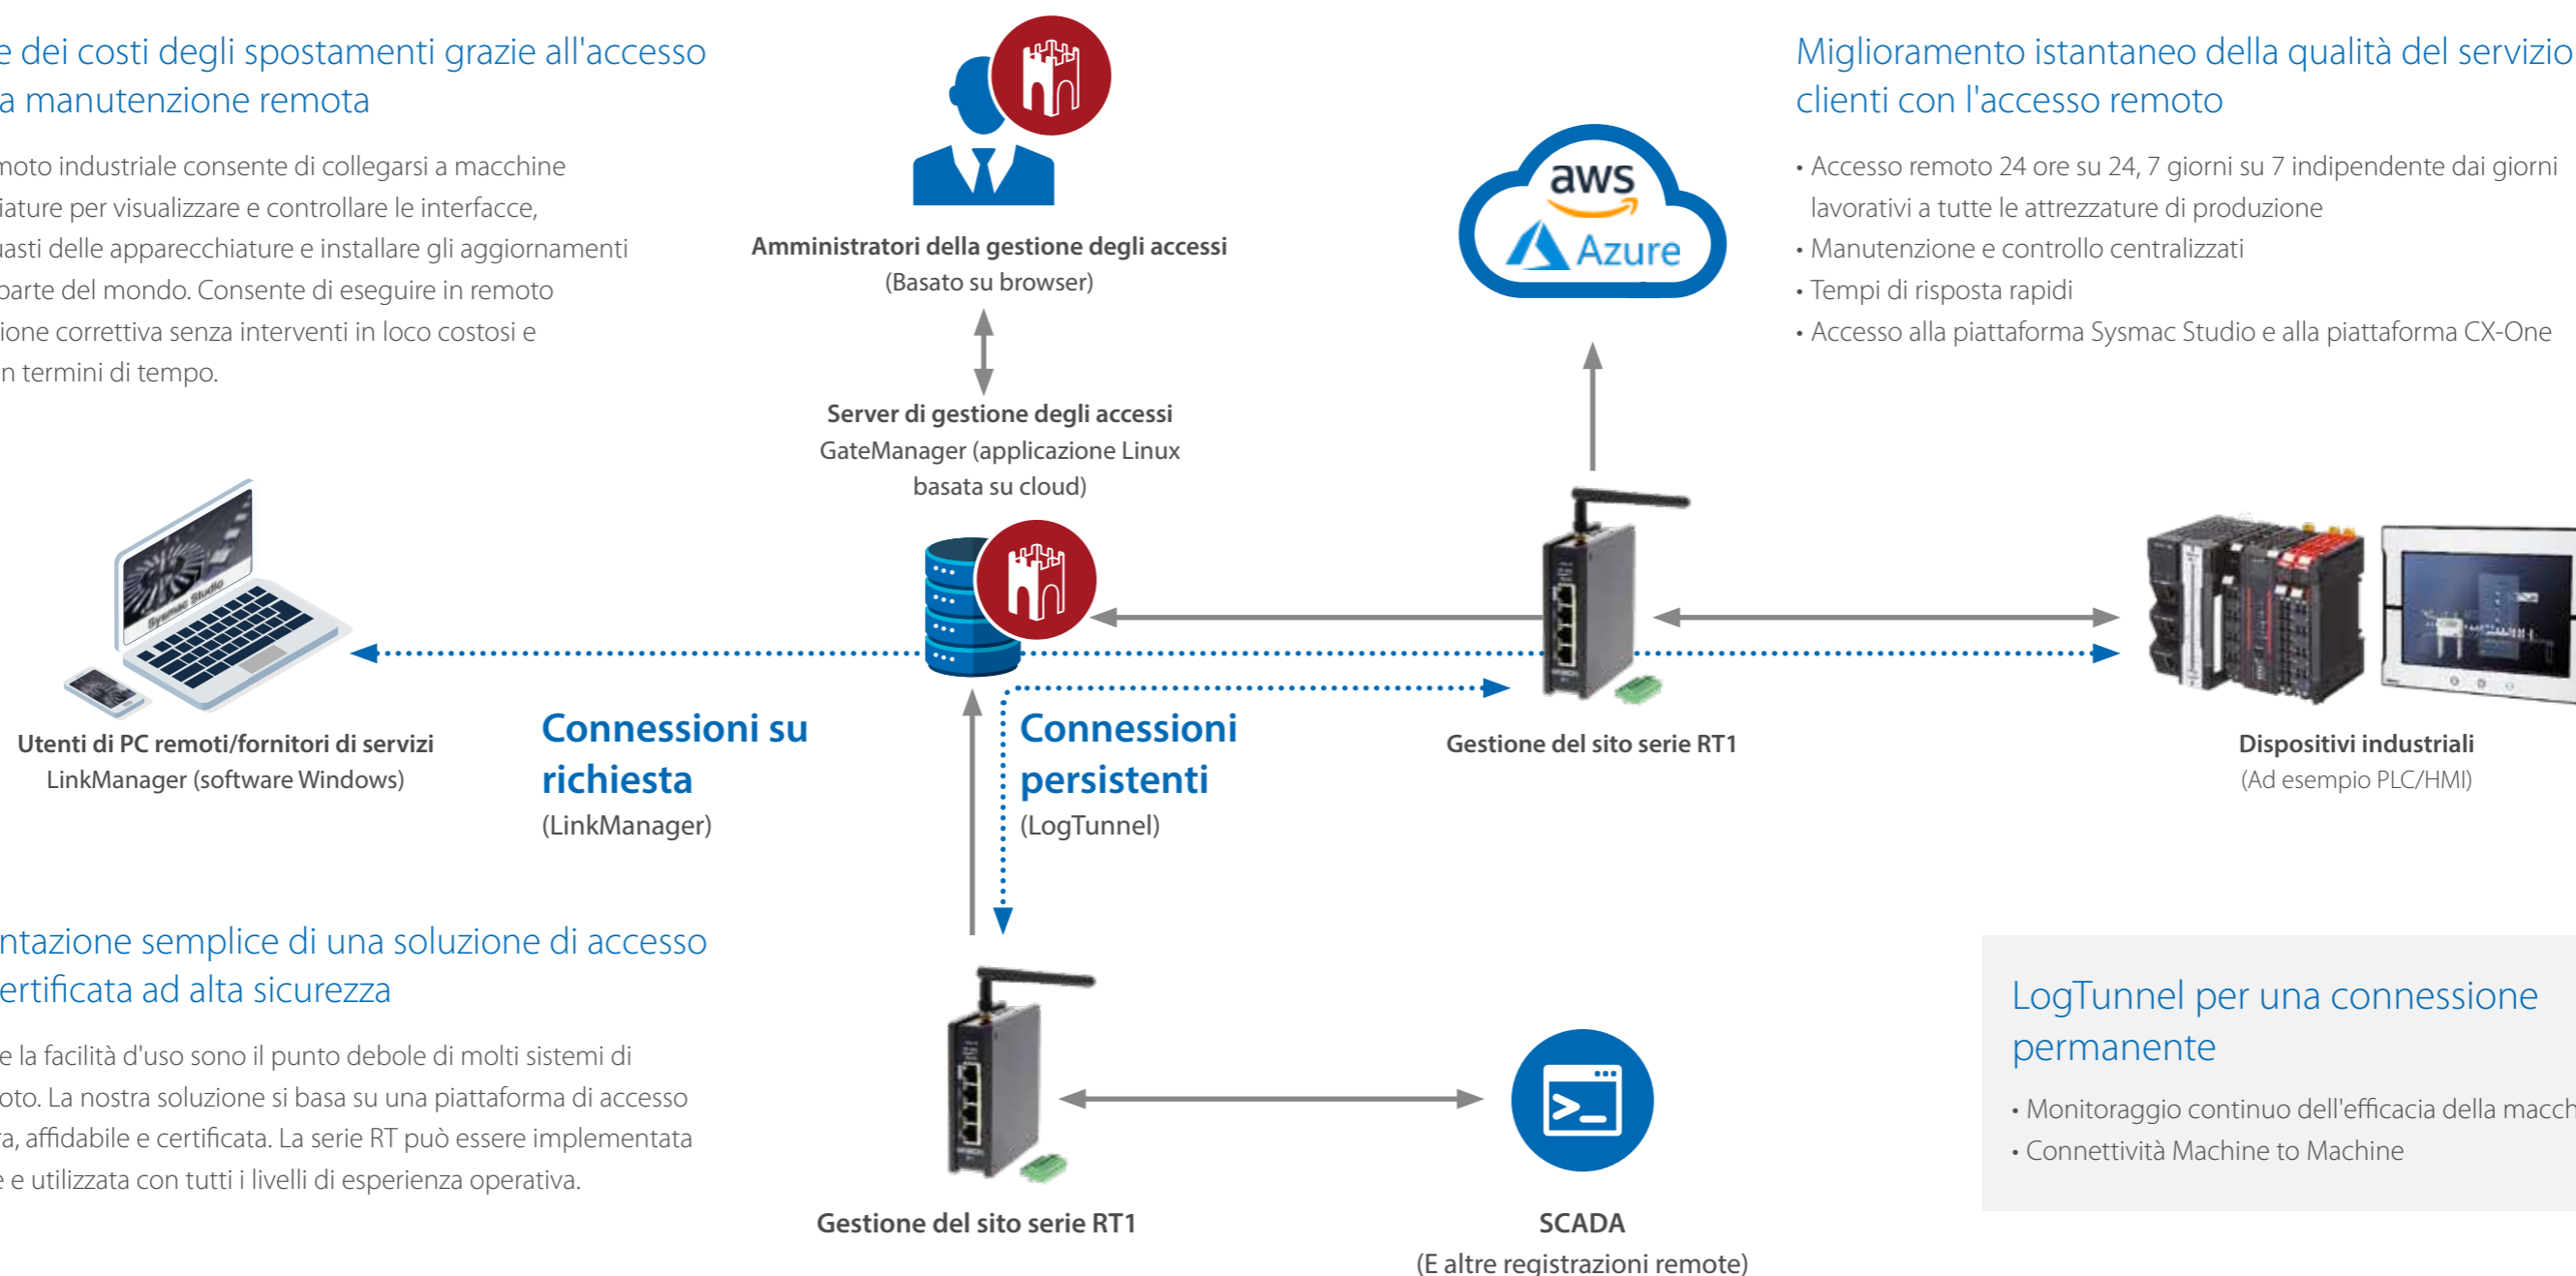 e dei costi degli spostamenti grazie all'accesso
a manutenzione remota
moto industriale consente di collegarsi a macchine
iature per visualizzare e controllare le interfacce,
uasti delle apparecchiature e installare gli aggiornamenti
parte del mondo. Consente di eseguire in remoto
zione correttiva senza interventi in loco costosi e
in termini di tempo.
Amministratori della gestione degli accessi
(Basato su browser)
Server di gestione degli accessi
GateManager (applicazione Linux
basata su cloud)
aws
Azure
Miglioramento istantaneo della qualità del servizio
clienti con l'accesso remoto
• Accesso remoto 24 ore su 24, 7 giorni su 7 indipendente dai giorni
lavorativi a tutte le attrezzature di produzione
• Manutenzione e controllo centralizzati
• Tempi di risposta rapidi
• Accesso alla piattaforma Sysmac Studio e alla piattaforma CX-One
Sysmac Studio
Utenti di PC remoti/fornitori di servizi
LinkManager (software Windows)
Connessioni su
richiesta
(LinkManager)
Connessioni
persistenti
(LogTunnel)
Gestione del sito serie RT1
Dispositivi industriali
(Ad esempio PLC/HMI)
ntazione semplice di una soluzione di accesso
ertificata ad alta sicurezza
e la facilità d'uso sono il punto debole di molti sistemi di
oto. La nostra soluzione si basa su una piattaforma di accesso
ra, affidabile e certificata. La serie RT può essere implementata
e e utilizzata con tutti i livelli di esperienza operativa.
Gestione del sito serie RT1
>_
SCADA
(E altre registrazioni remote)
LogTunnel per una connessione
permanente
• Monitoraggio continuo dell'efficacia della macch
• Connettività Machine to Machine